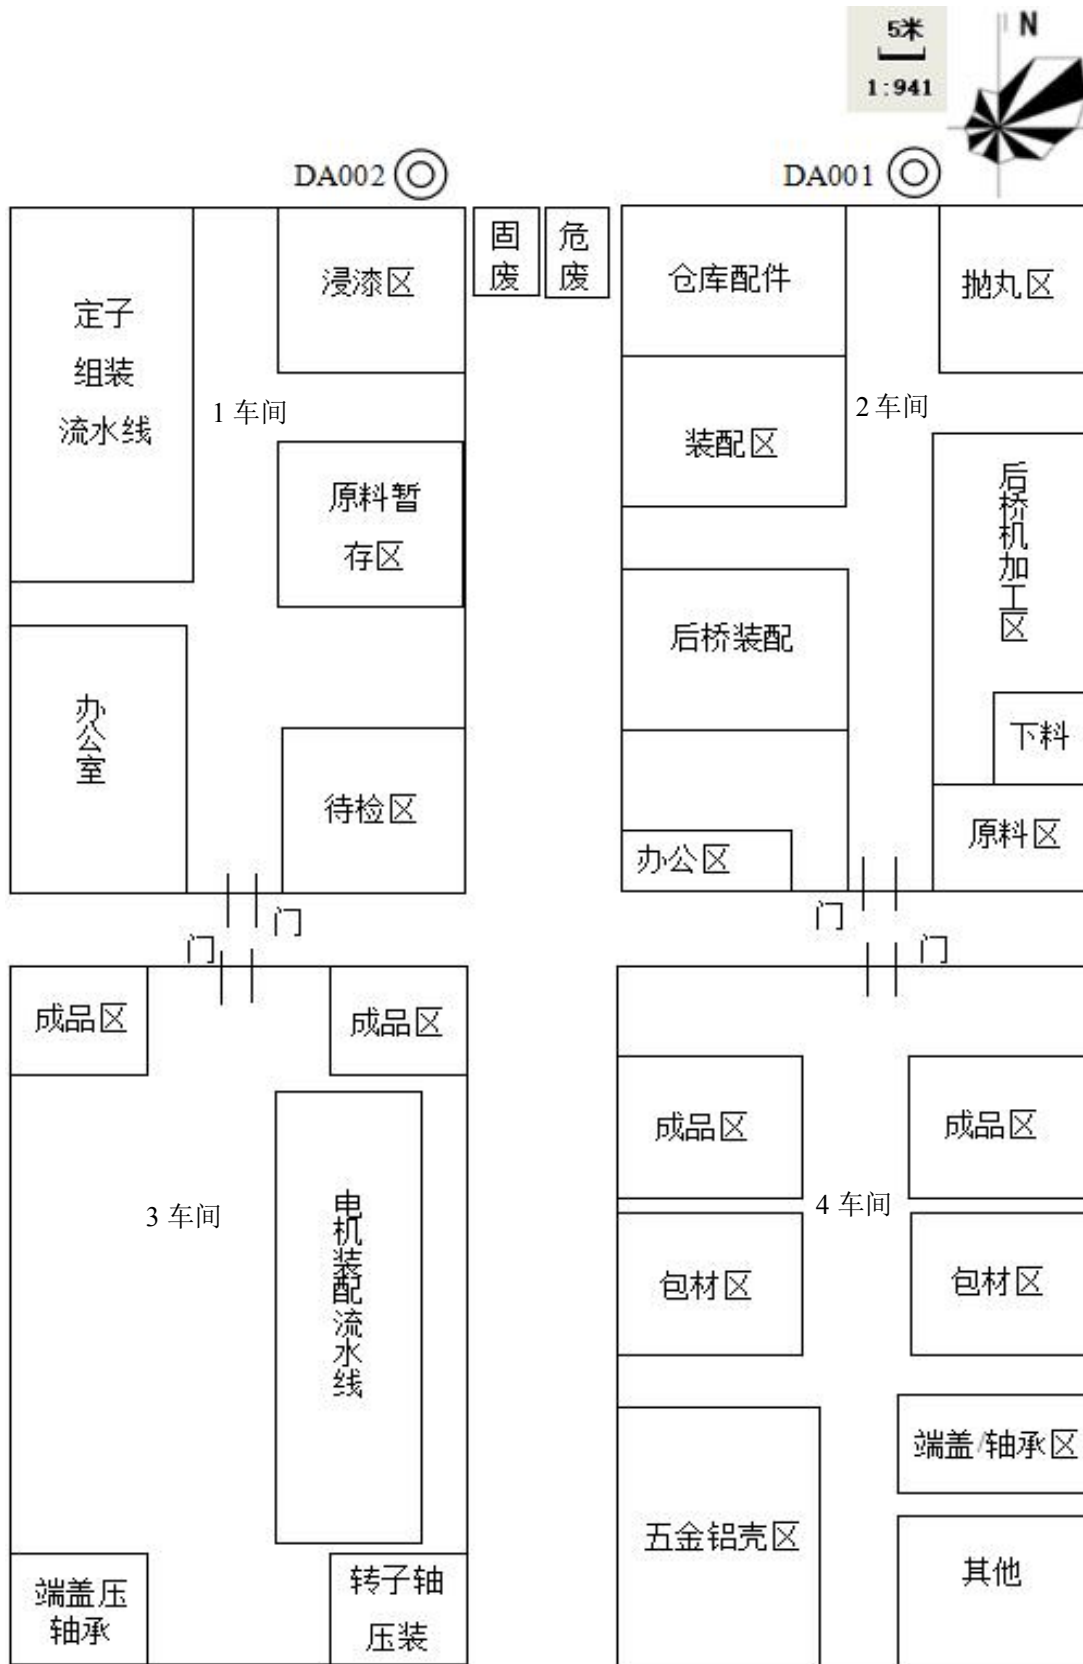 5米
N
1:941
DA002
DA001
固废
危废
定子
组装
流水线
浸漆区
1 车间
原料暂
存区
办公室
待检区
门
仓库配件
抛丸区
装配区
2 车间
后桥机加工区
后桥装配
下料
原料区
办公区
门
门
成品区
成品区
3 车间
电机装配流水线
端盖压
轴承
转子轴
压装
门
成品区
成品区
4 车间
包材区
包材区
端盖/轴承区
五金铝壳区
其他